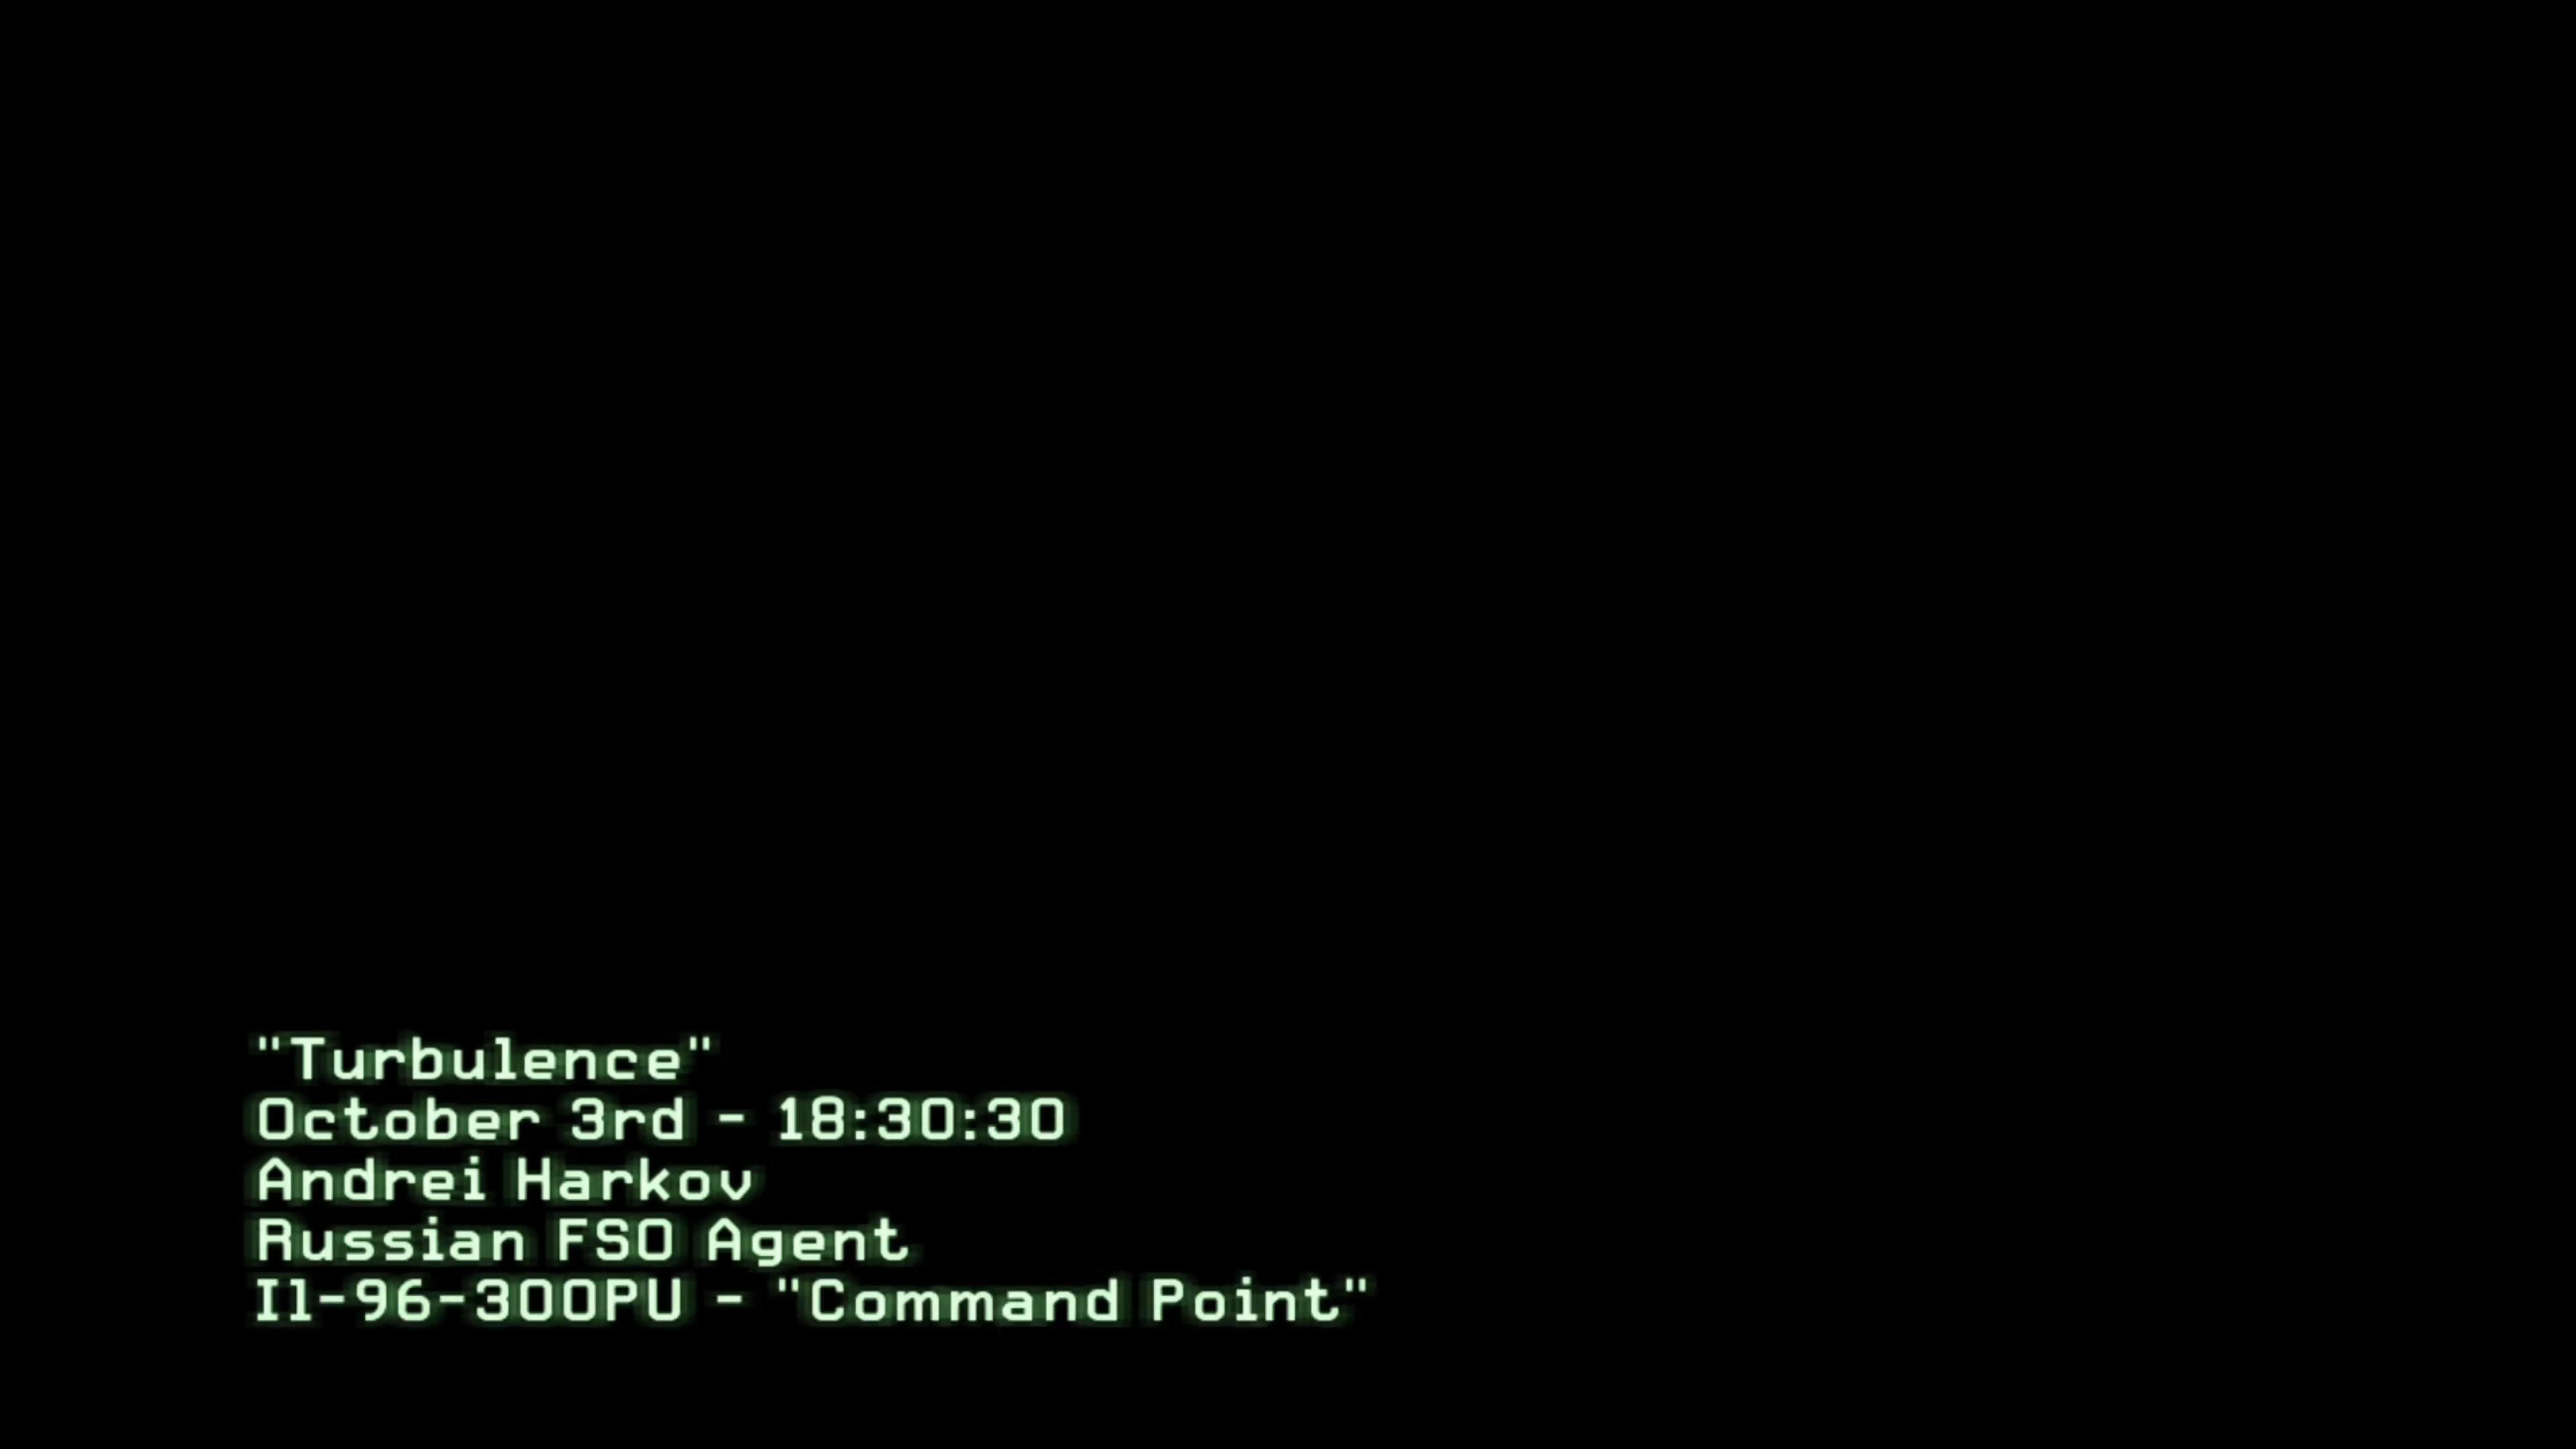 "Turbulence"
October 3rd - 18:30:30
Andrei Harkov
Russian FSO Agent
Il-96-300PU - "Command Point"